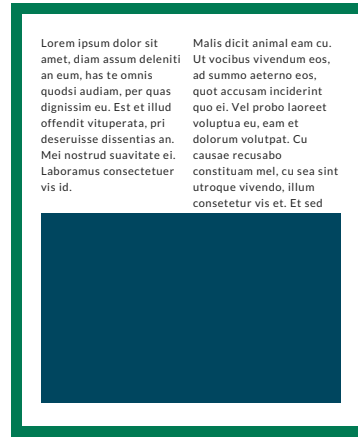 Lorem ipsum dolor sit
amet, diam assum deleniti
an eum, has te omnis
quodsi audiam, per quas
dignissim eu. Est et illud
offendit vituperata, pri
deseruisse dissentias an.
Mei nostrud suavitate ei.
Laboramus consectetuer
vis id.
Malis dicit animal eam cu.
Ut vocibus vivendum eos,
ad summo aeterno eos,
quot accusam inciderint
quo ei. Vel probo laoreet
voluptua eu, eam et
dolorum volutpat. Cu
causae recusabo
constituam mel, cu sea sint
utroque vivendo, illum
consetetur vis et. Et sed